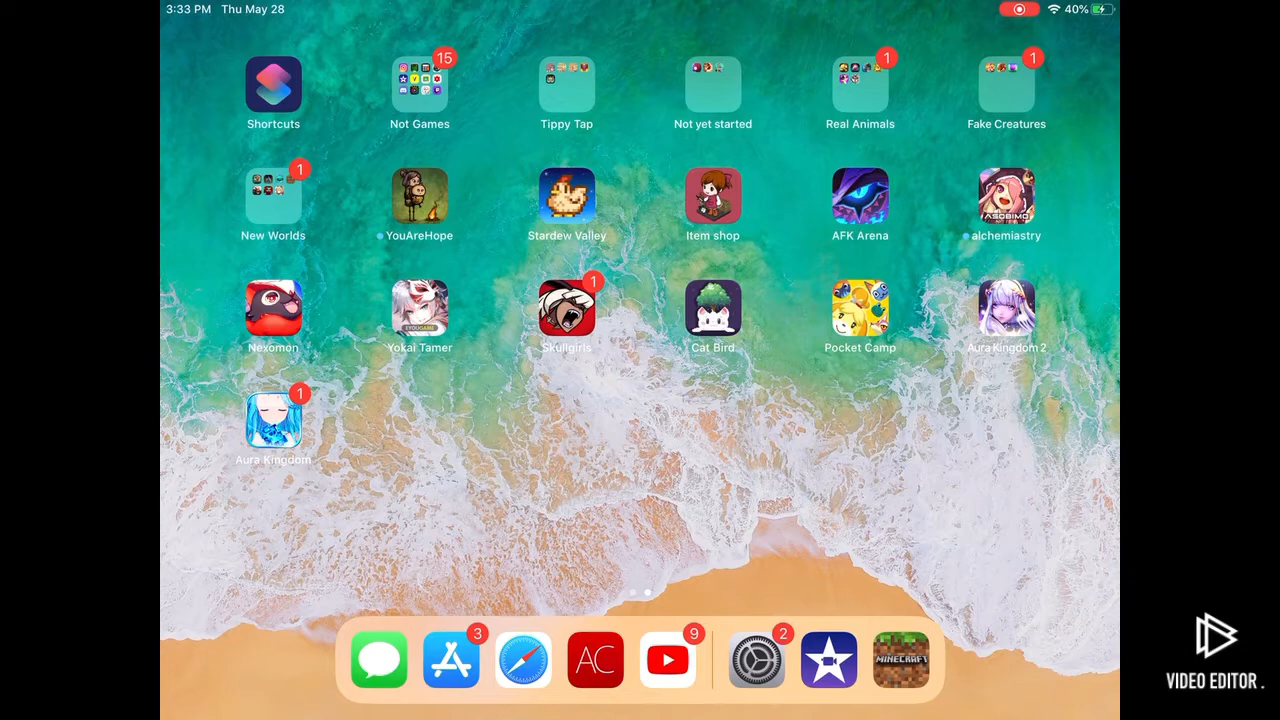 3:33 PM Thu May 28 40%
15 1 1
Shortcuts Not Games Tippy Tap Not yet started Real Animals Fake Creatures
1
ASOBIMO
New Worlds YouAreHope Stardew Valley Item shop AFK Arena alchemiastry
1
EYOUGAME
Nexomon Yokai Tamer Skullgirls Cat Bird Pocket Camp Aura Kingdom 2
1
Aura Kingdom
3 9 2
AC MINECRAFT
VIDEO EDITOR .